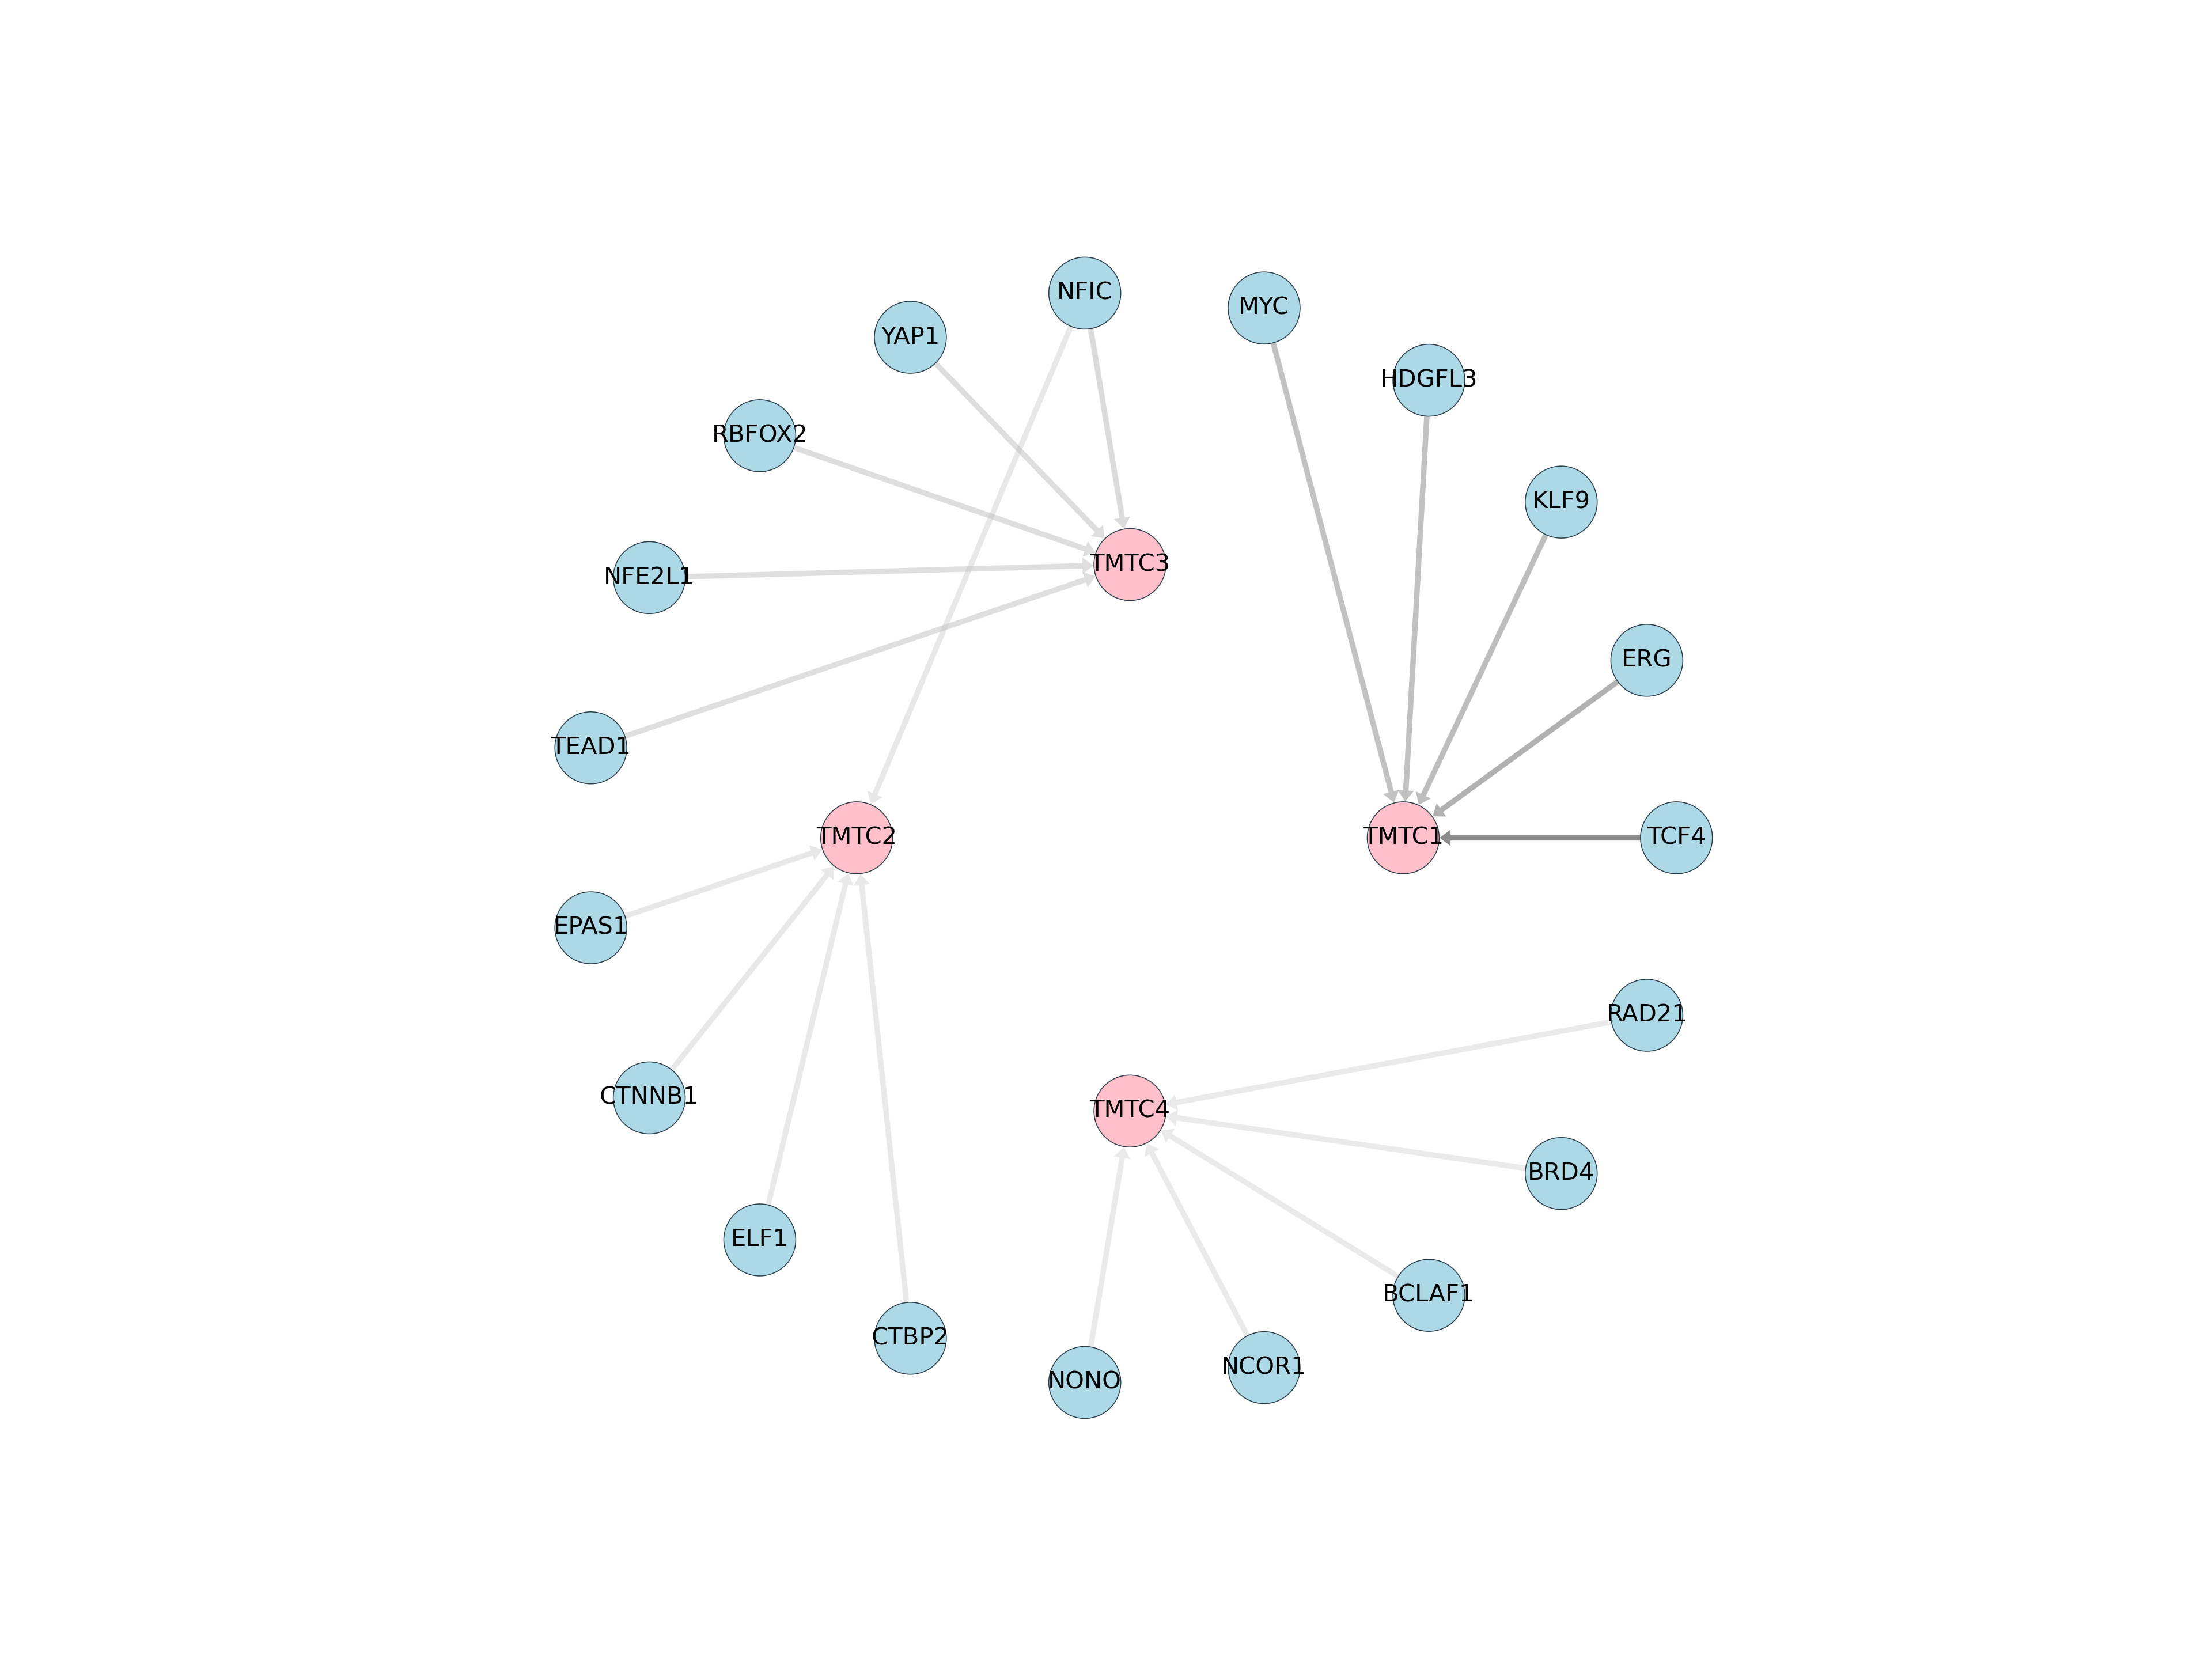 NFIC
MYC
YAP1
HDGFL3
RBFOX2
KLF9
TMTC3
NFE2L1
ERG
TEAD1
TMTC2
TMTC1
TCF4
EPAS1
RAD21
CTNNB1
TMTC4
BRD4
ELF1
BCLAF1
CTBP2
NCOR1
NONO